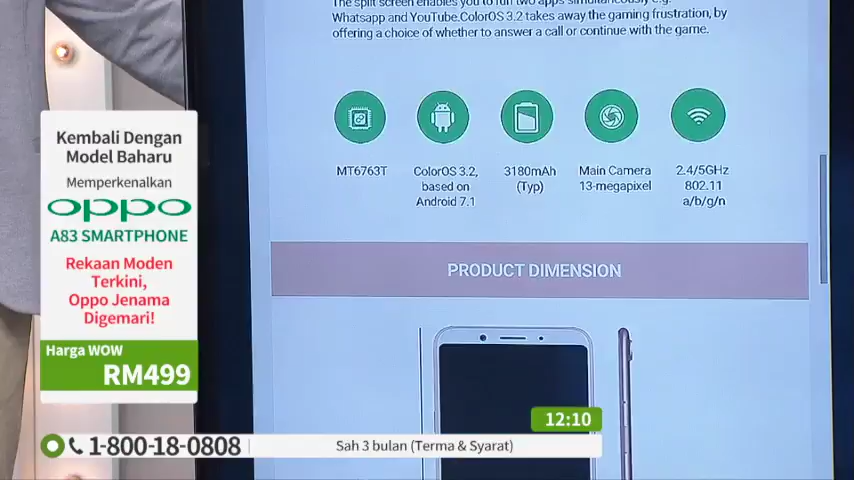 The split screen enables you to run two apps simultaneously e.g.
Whatsapp and YouTube.ColorOS 3.2 takes away the gaming frustration, by
offering a choice of whether to answer a call or continue with the game.
MT6763T
ColorOS 3.2,
based on
Android 7.1
3180mAh
(Typ)
Main Camera
13-megapixel
2.4/5GHz
802.11
a/b/g/n
PRODUCT DIMENSION
Kembali Dengan
Model Baharu
Memperkenalkan
oppo
A83 SMARTPHONE
Rekaan Moden
Terkini,
Oppo Jenama
Digemari!
Harga WOW
RM499
12:10
1-800-18-0808
Sah 3 bulan (Terma & Syarat)